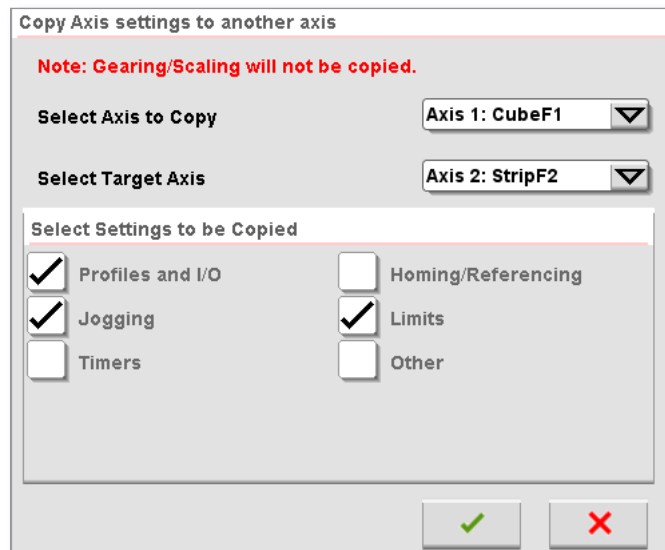 Copy Axis settings to another axis
Note: Gearing/Scaling will not be copied.
Select Axis to Copy
Axis 1: CubeF1
Select Target Axis
Axis 2: StripF2
Select Settings to be Copied
Profiles and I/O
Homing/Referencing
Jogging
Limits
Timers
Other